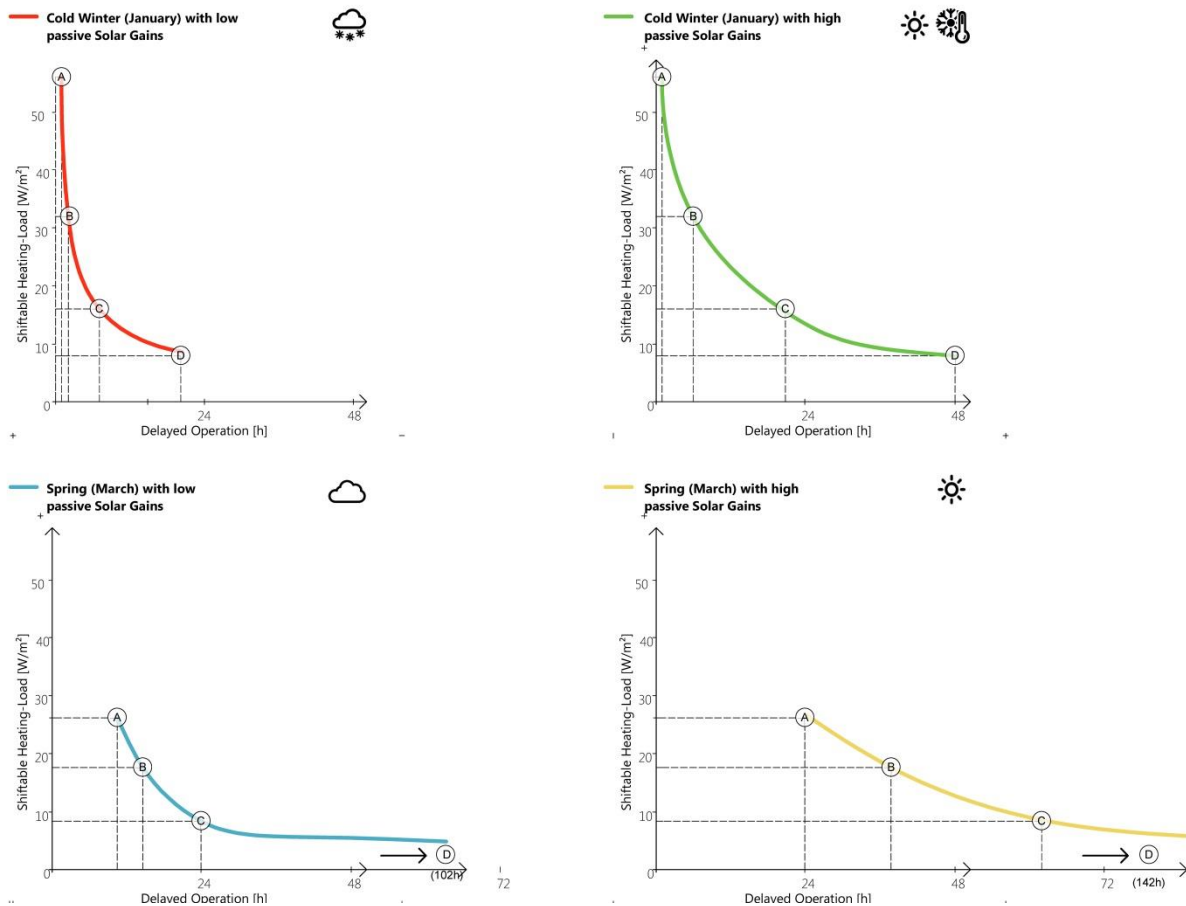 Cold Winter (January) with low
passive Solar Gains
A
50
40
B
30
20
C
10
D
0
24
48
Shiftable Heating-Load [W/m²]
Delayed Operation [h]
+
–
Cold Winter (January) with high
passive Solar Gains
+
A
50
40
B
30
20
C
10
D
0
24
48
Shiftable Heating-Load [W/m²]
Delayed Operation [h]
+
Spring (March) with low
passive Solar Gains
+
50
40
30
A
20
B
10
C
D
(102h)
0
24
48
72
Shiftable Heating-Load [W/m²]
Delayed Operation [h]
Spring (March) with high
passive Solar Gains
+
50
40
30
A
20
B
10
C
D
(142h)
0
24
48
72
Shiftable Heating-Load [W/m²]
Delayed Operation [h]